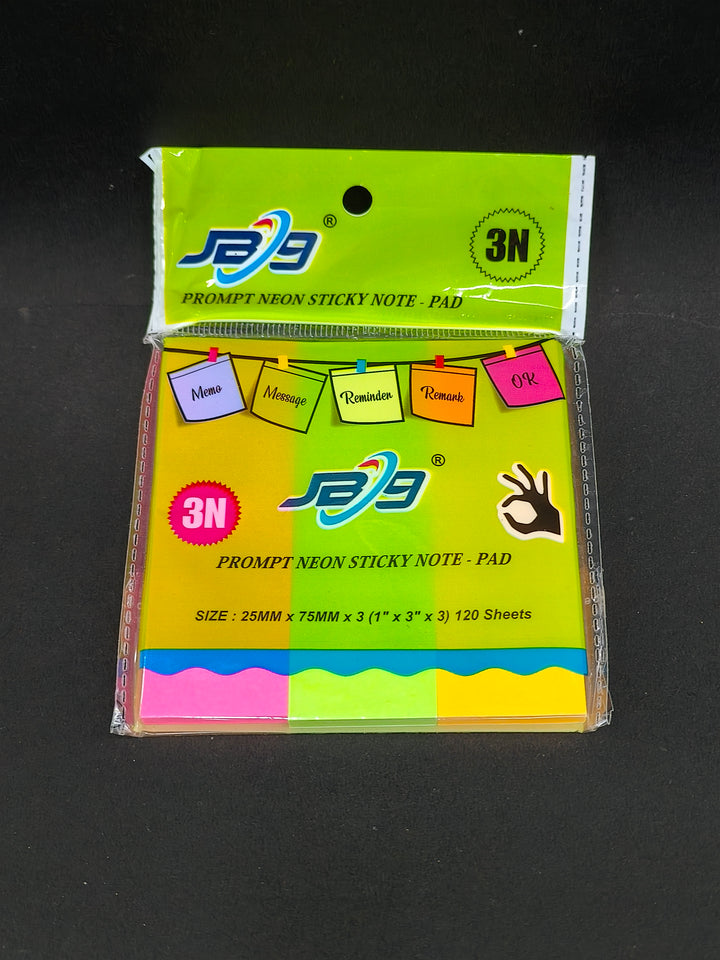 JB9 ®
3N
PROMPT NEON STICKY NOTE - PAD
Memo
Message
Reminder
Remark
OK
JB9 ®
3N
PROMPT NEON STICKY NOTE - PAD
SIZE : 25MM x 75MM x 3 (1" x 3" x 3) 120 Sheets